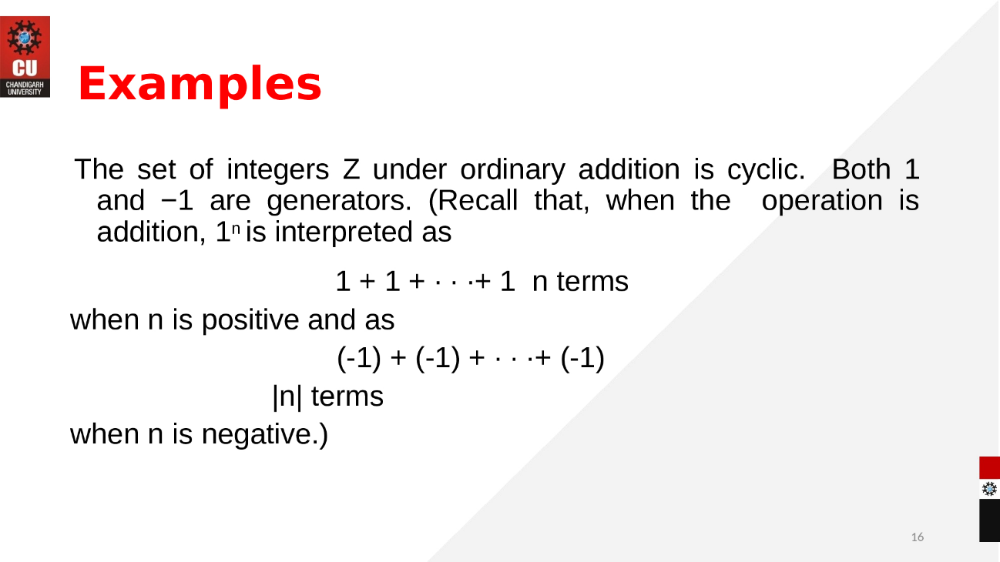 CU
CHANDIGARH
UNIVERSITY
Examples
The set of integers Z under ordinary addition is cyclic. Both 1
and −1 are generators. (Recall that, when the operation is
addition, 1ⁿ is interpreted as
1 + 1 + · · ·+ 1 n terms
when n is positive and as
(-1) + (-1) + · · ·+ (-1)
|n| terms
when n is negative.)
16